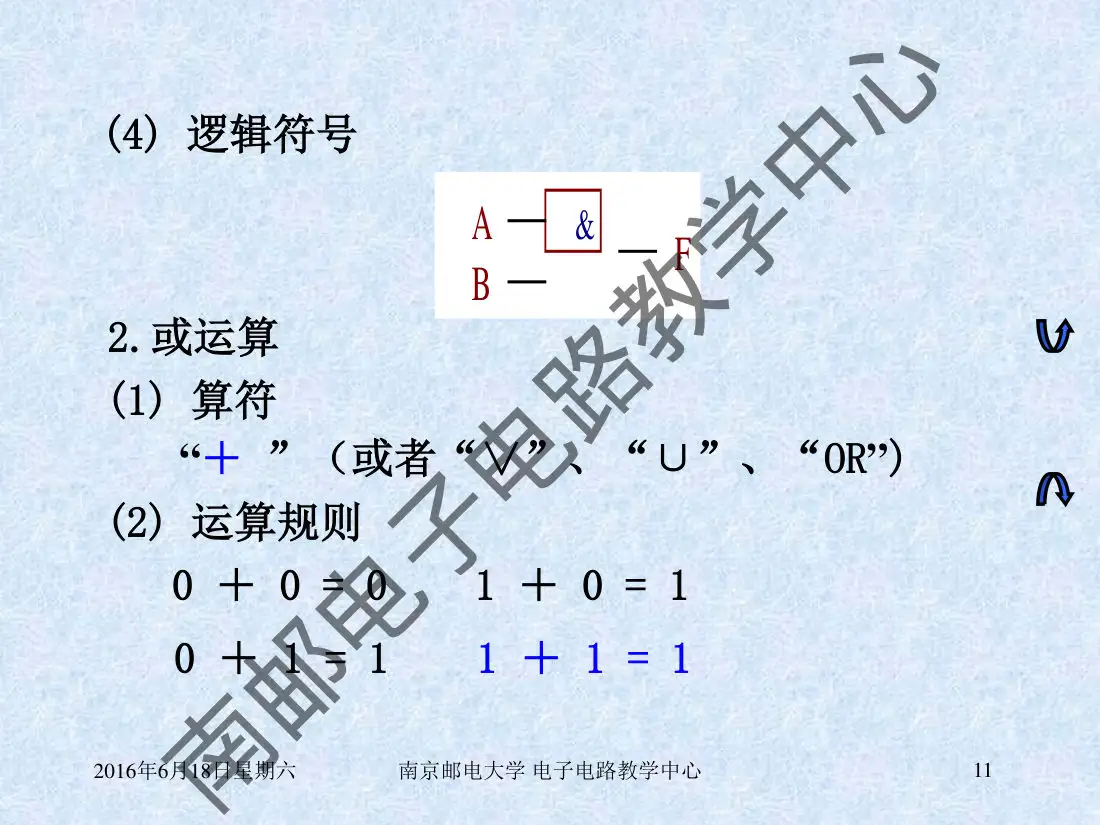 (4) 逻辑符号
A &
F
B
2.或运算
(1) 算符
“＋ ”（或者“∨”、“∪”、“OR”)
(2) 运算规则
0 ＋ 0 = 0 1 ＋ 0 = 1
0 ＋ 1 = 1 1 ＋ 1 = 1
2016年6月18日星期六 南京邮电大学 电子电路教学中心 11
南邮电子电路教学中心